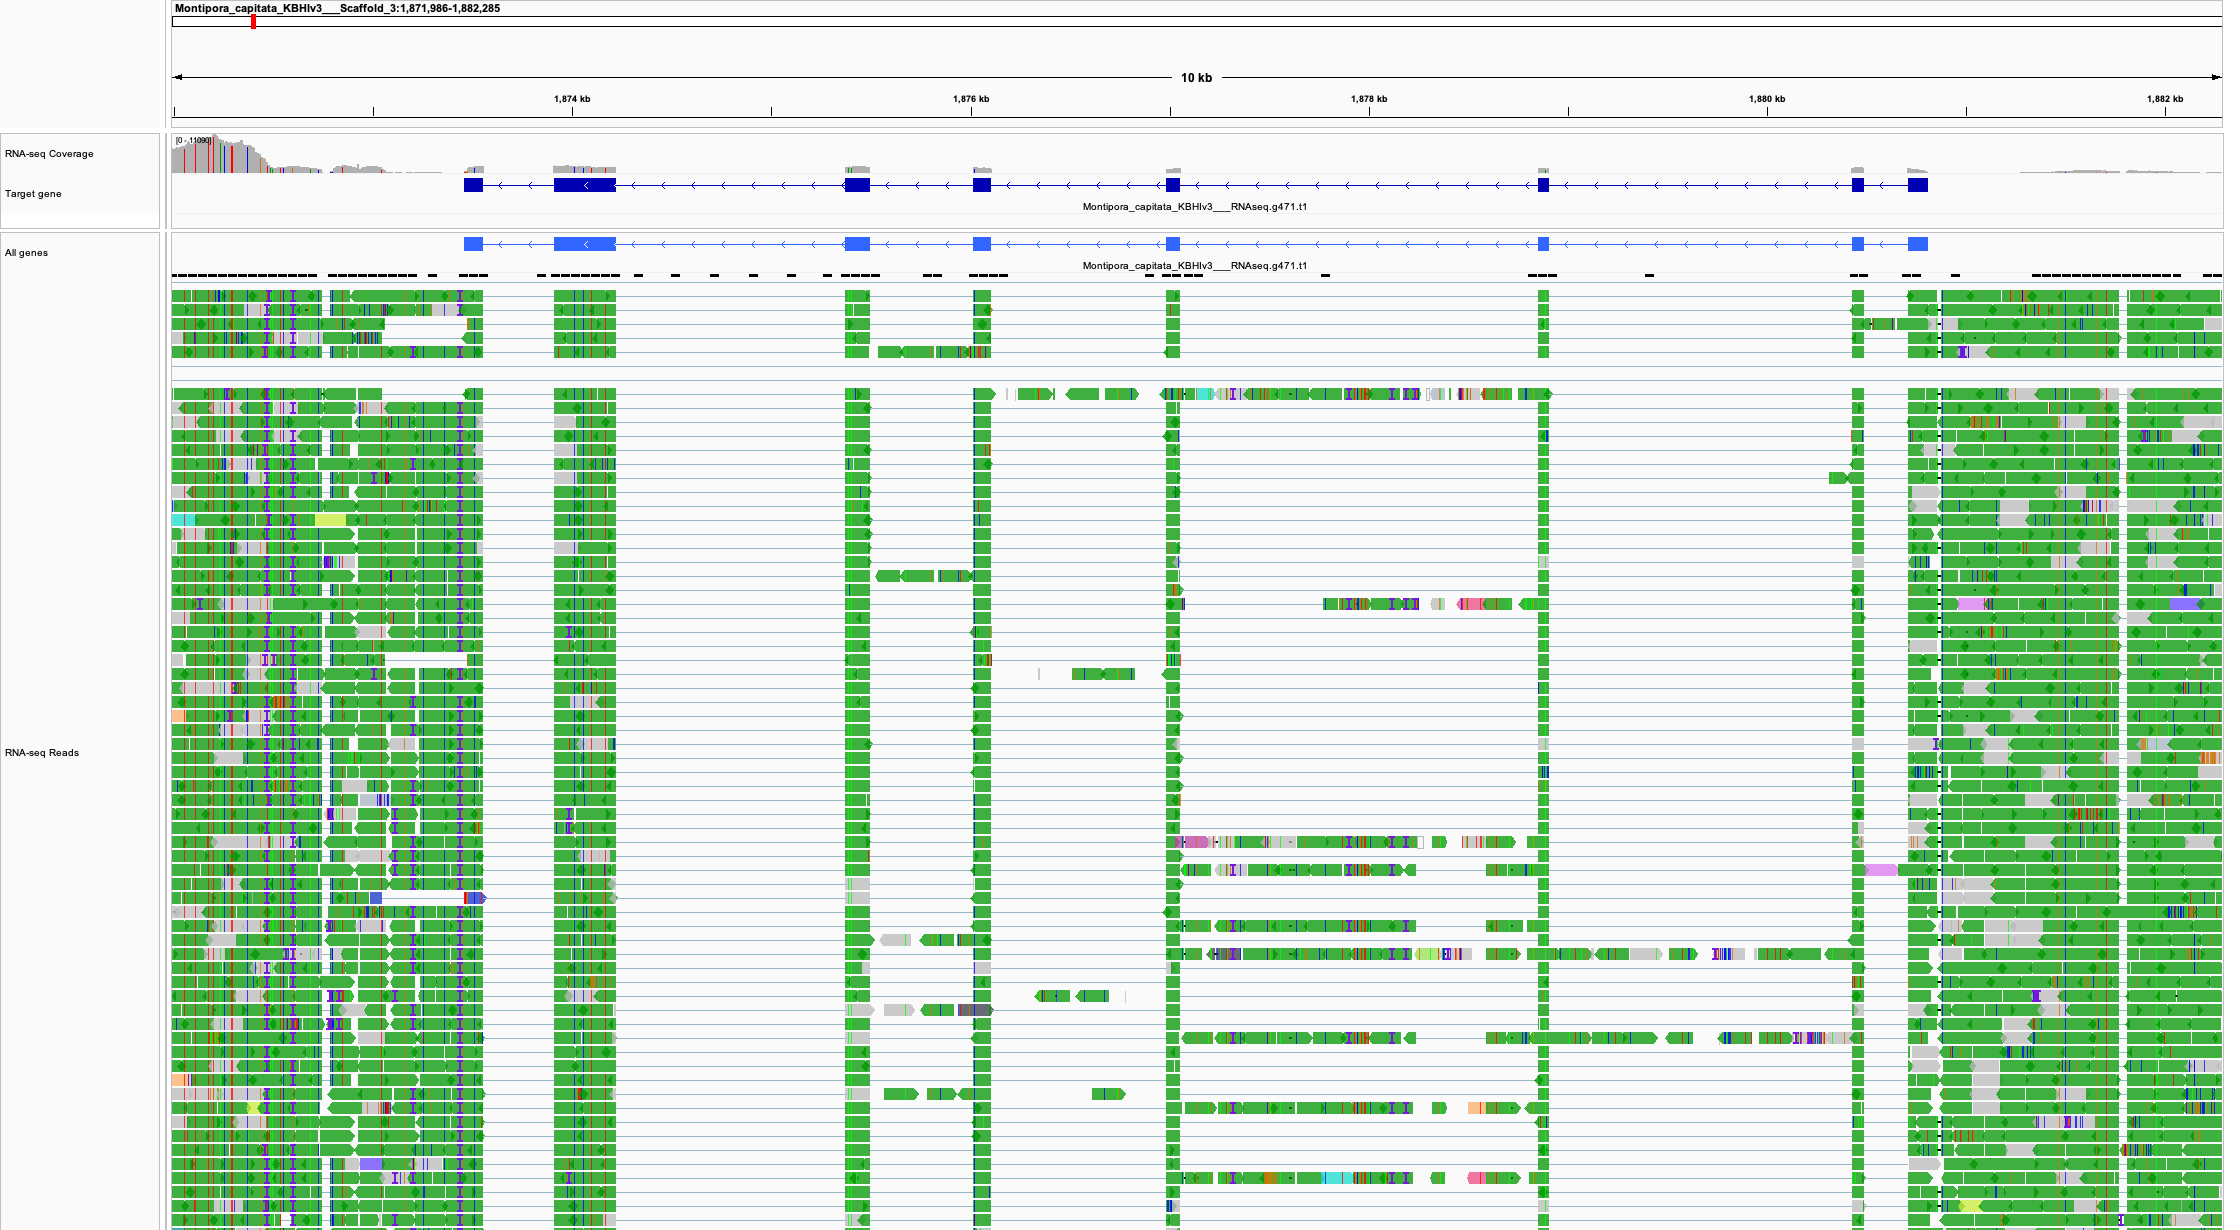 Montipora_capitata_KBHIv3___Scaffold_3:1,871,986-1,882,285
10 kb
1,874 kb 1,876 kb 1,878 kb 1,880 kb 1,882 kb
[0 - 11090]
RNA-seq Coverage
Target gene
Montipora_capitata_KBHIv3___RNAseq.g471.t1
All genes
Montipora_capitata_KBHIv3___RNAseq.g471.t1
RNA-seq Reads